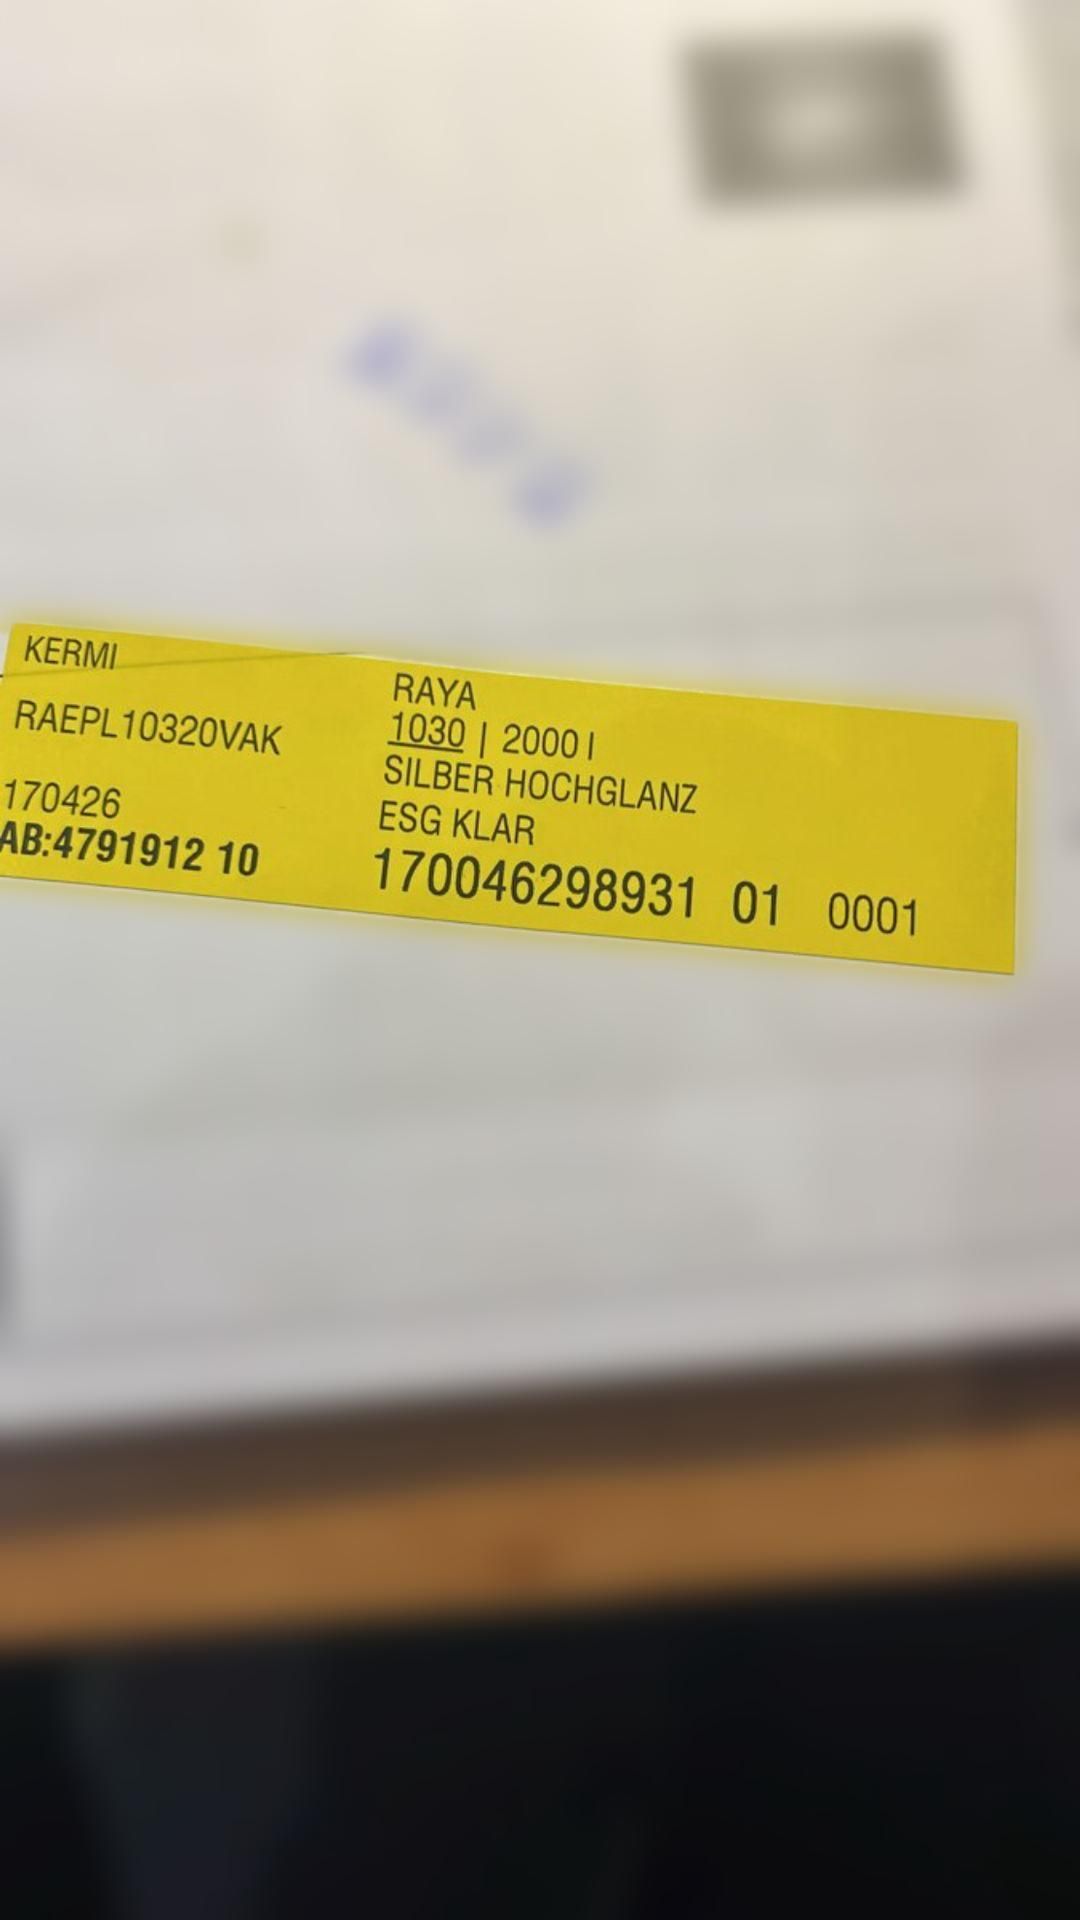 KERMI
RAEPL10320VAK
170426
AB:4791912 10
RAYA
1030 | 2000 |
SILBER HOCHGLANZ
ESG KLAR
170046298931 01 0001